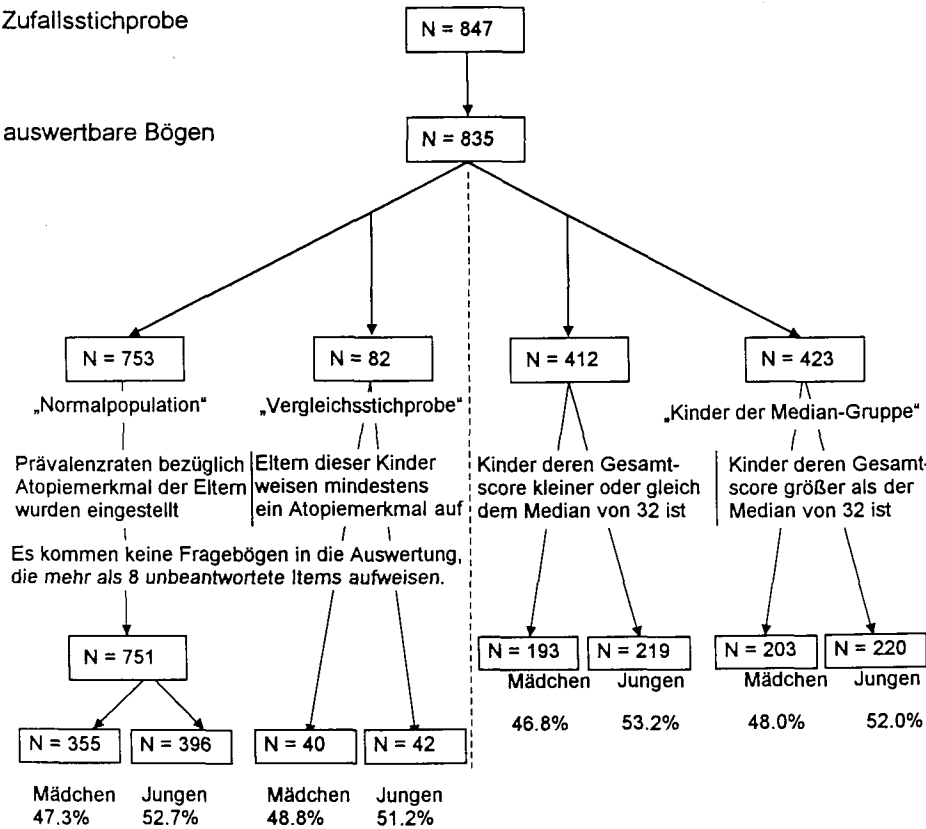 Zufallsstichprobe
N = 847
auswertbare Bögen
N = 835
N = 753
N = 82
N = 412
N = 423
„Normalpopulation“
„Vergleichsstichprobe“
„Kinder der Median-Gruppe“
Prävalenzraten bezüglich
Atopiemerkmal der Eltern
wurden eingestellt
Eltern dieser Kinder
weisen mindestens
ein Atopiemerkmal auf
Kinder deren Gesamt-
score kleiner oder gleich
dem Median von 32 ist
Kinder deren Gesamt-
score größer als der
Median von 32 ist
Es kommen keine Fragebögen in die Auswertung,
die mehr als 8 unbeantwortete Items aufweisen.
N = 751
N = 193
N = 219
N = 203
N = 220
Mädchen
Jungen
Mädchen
Jungen
46.8%
53.2%
48.0%
52.0%
N = 355
N = 396
N = 40
N = 42
Mädchen
Jungen
Mädchen
Jungen
47.3%
52.7%
48.8%
51.2%